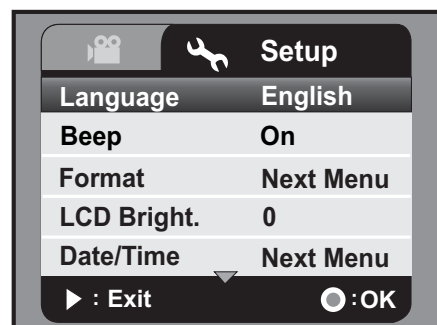 Setup
Language English
Beep On
Format Next Menu
LCD Bright. 0
Date/Time Next Menu
: Exit :OK